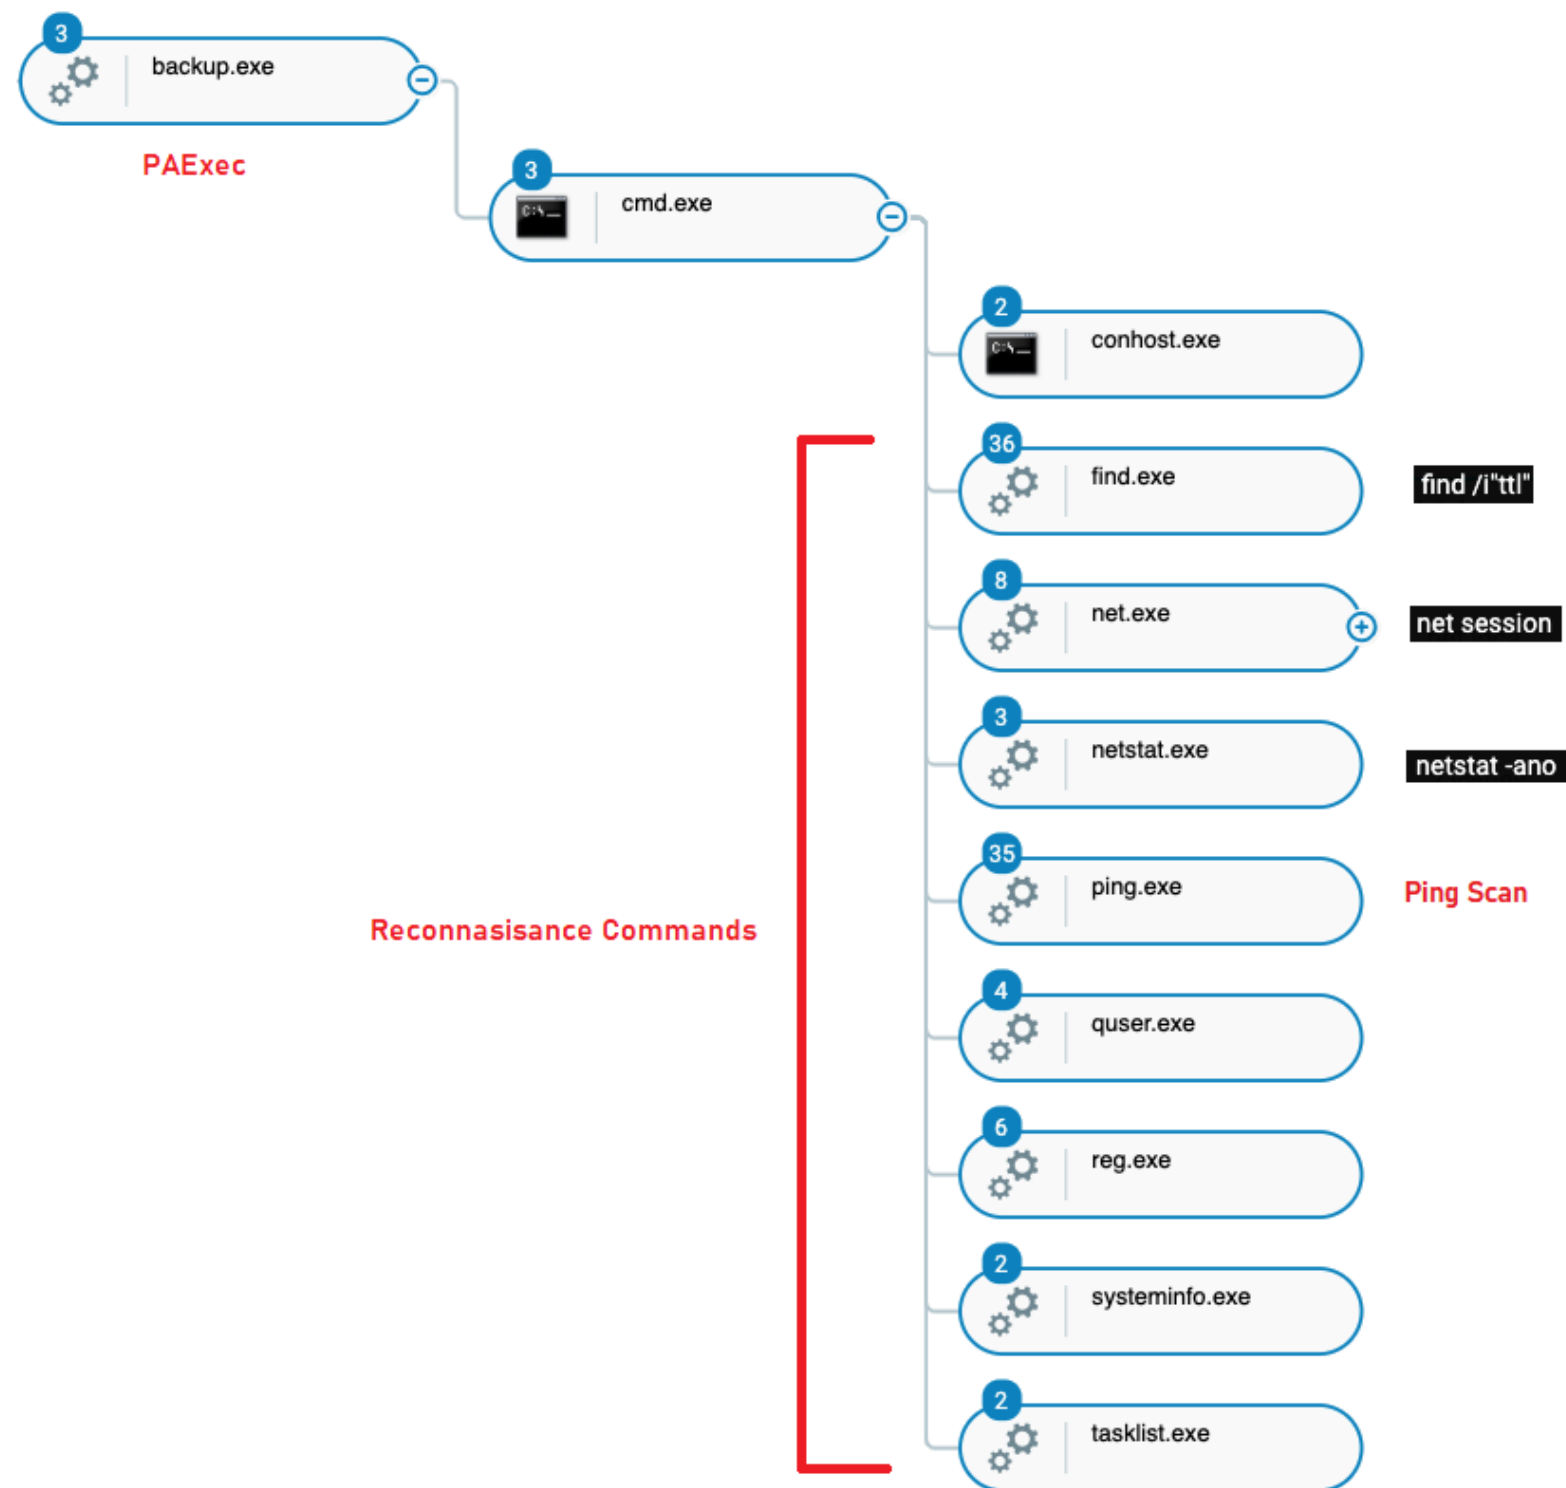 3
backup.exe
PAExec
3
C:\_
cmd.exe
2
C:\_
conhost.exe
36
find.exe
find /i"ttl"
8
net.exe
net session
3
netstat.exe
netstat -ano
35
ping.exe
Ping Scan
Reconnasisance Commands
4
quser.exe
6
reg.exe
2
systeminfo.exe
2
tasklist.exe